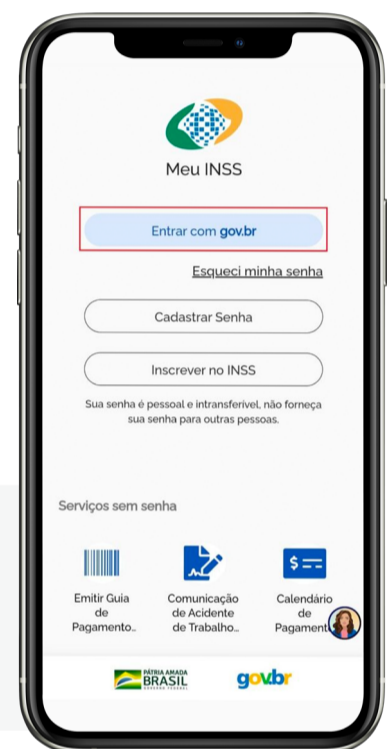 Meu INSS
Entrar com gov.br
Esqueci minha senha
Cadastrar Senha
Inscrever no INSS
Sua senha é pessoal e intransferível, não forneça
sua senha para outras pessoas.
Serviços sem senha
Emitir Guia
de
Pagamento...
Comunicação
de Acidente
de Trabalho...
Calendário
de
Pagament
PÁTRIA AMADA
BRASIL
GOVERNO FEDERAL
gov.br